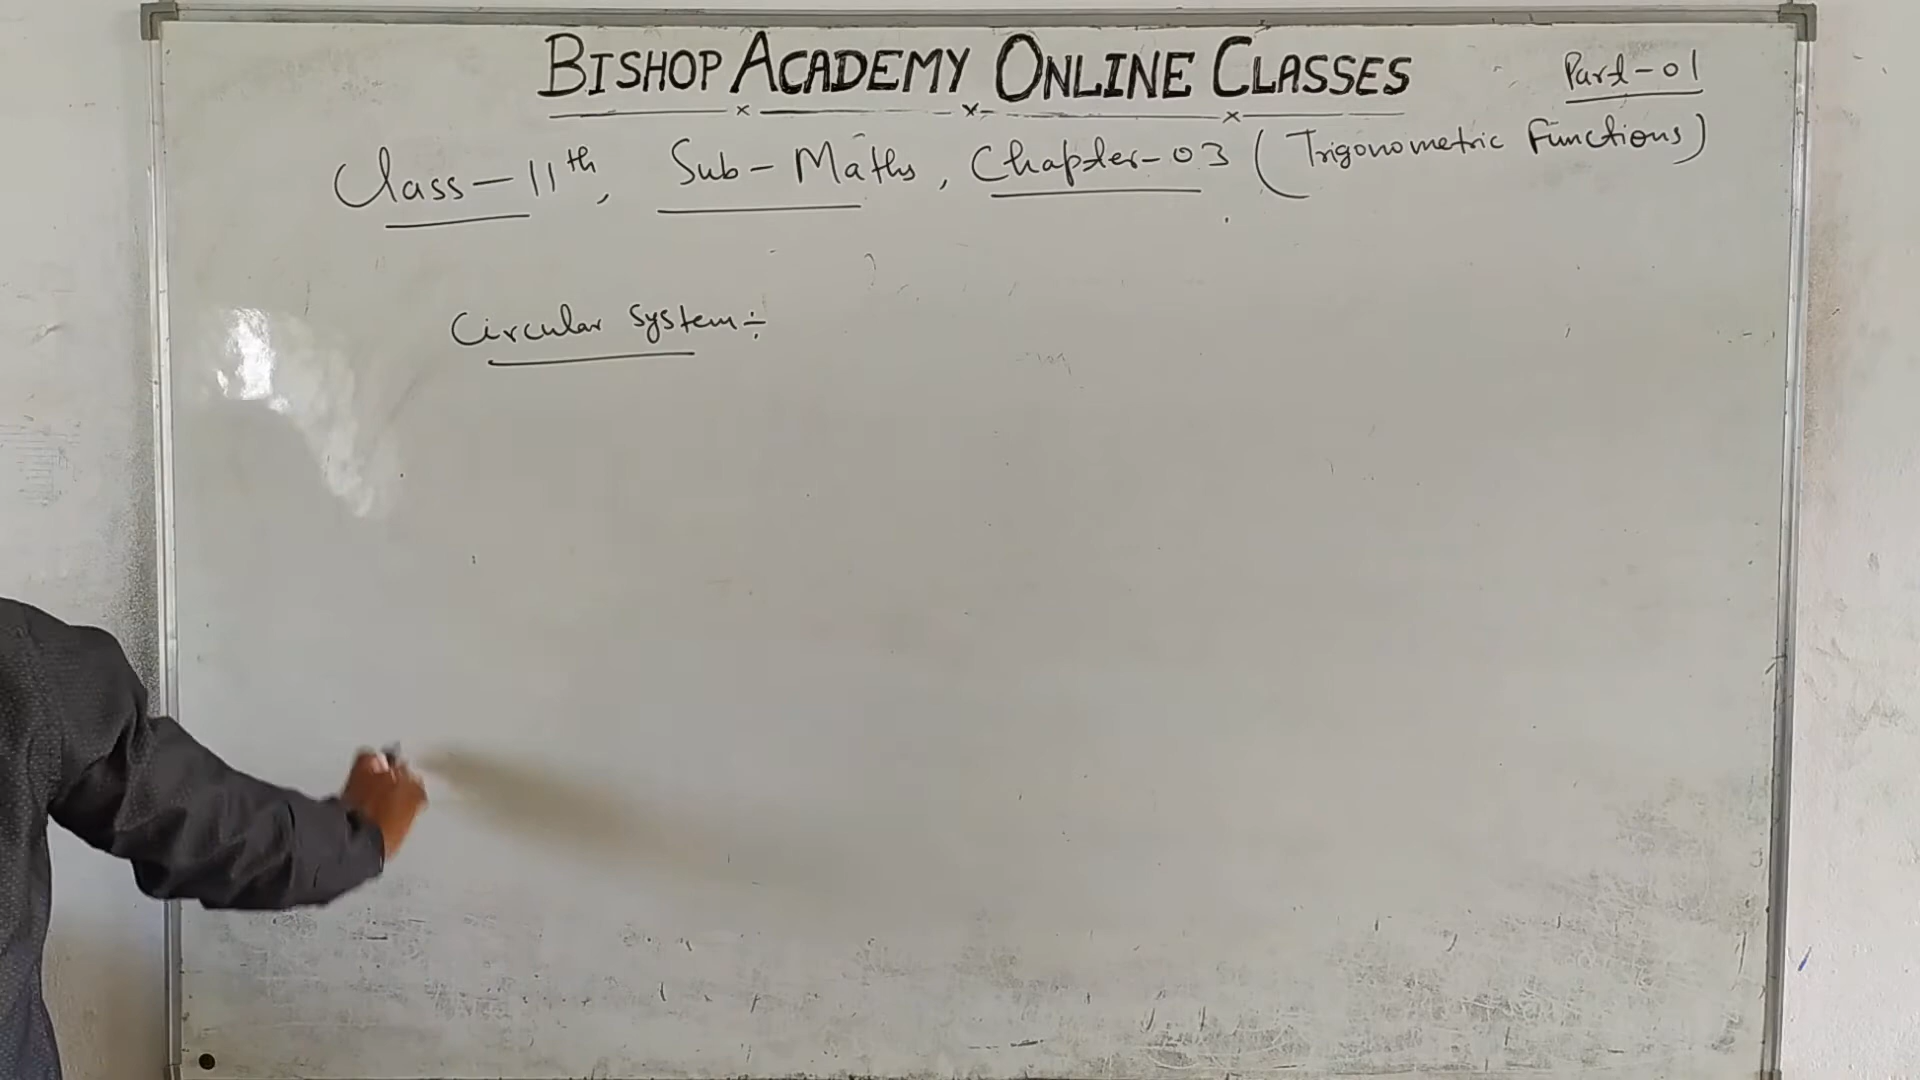 BISHOP ACADEMY ONLINE CLASSES
Part-01
Class-11th, Sub-Maths, Chapter-03 (Trigonometric Functions)
Circular System:-